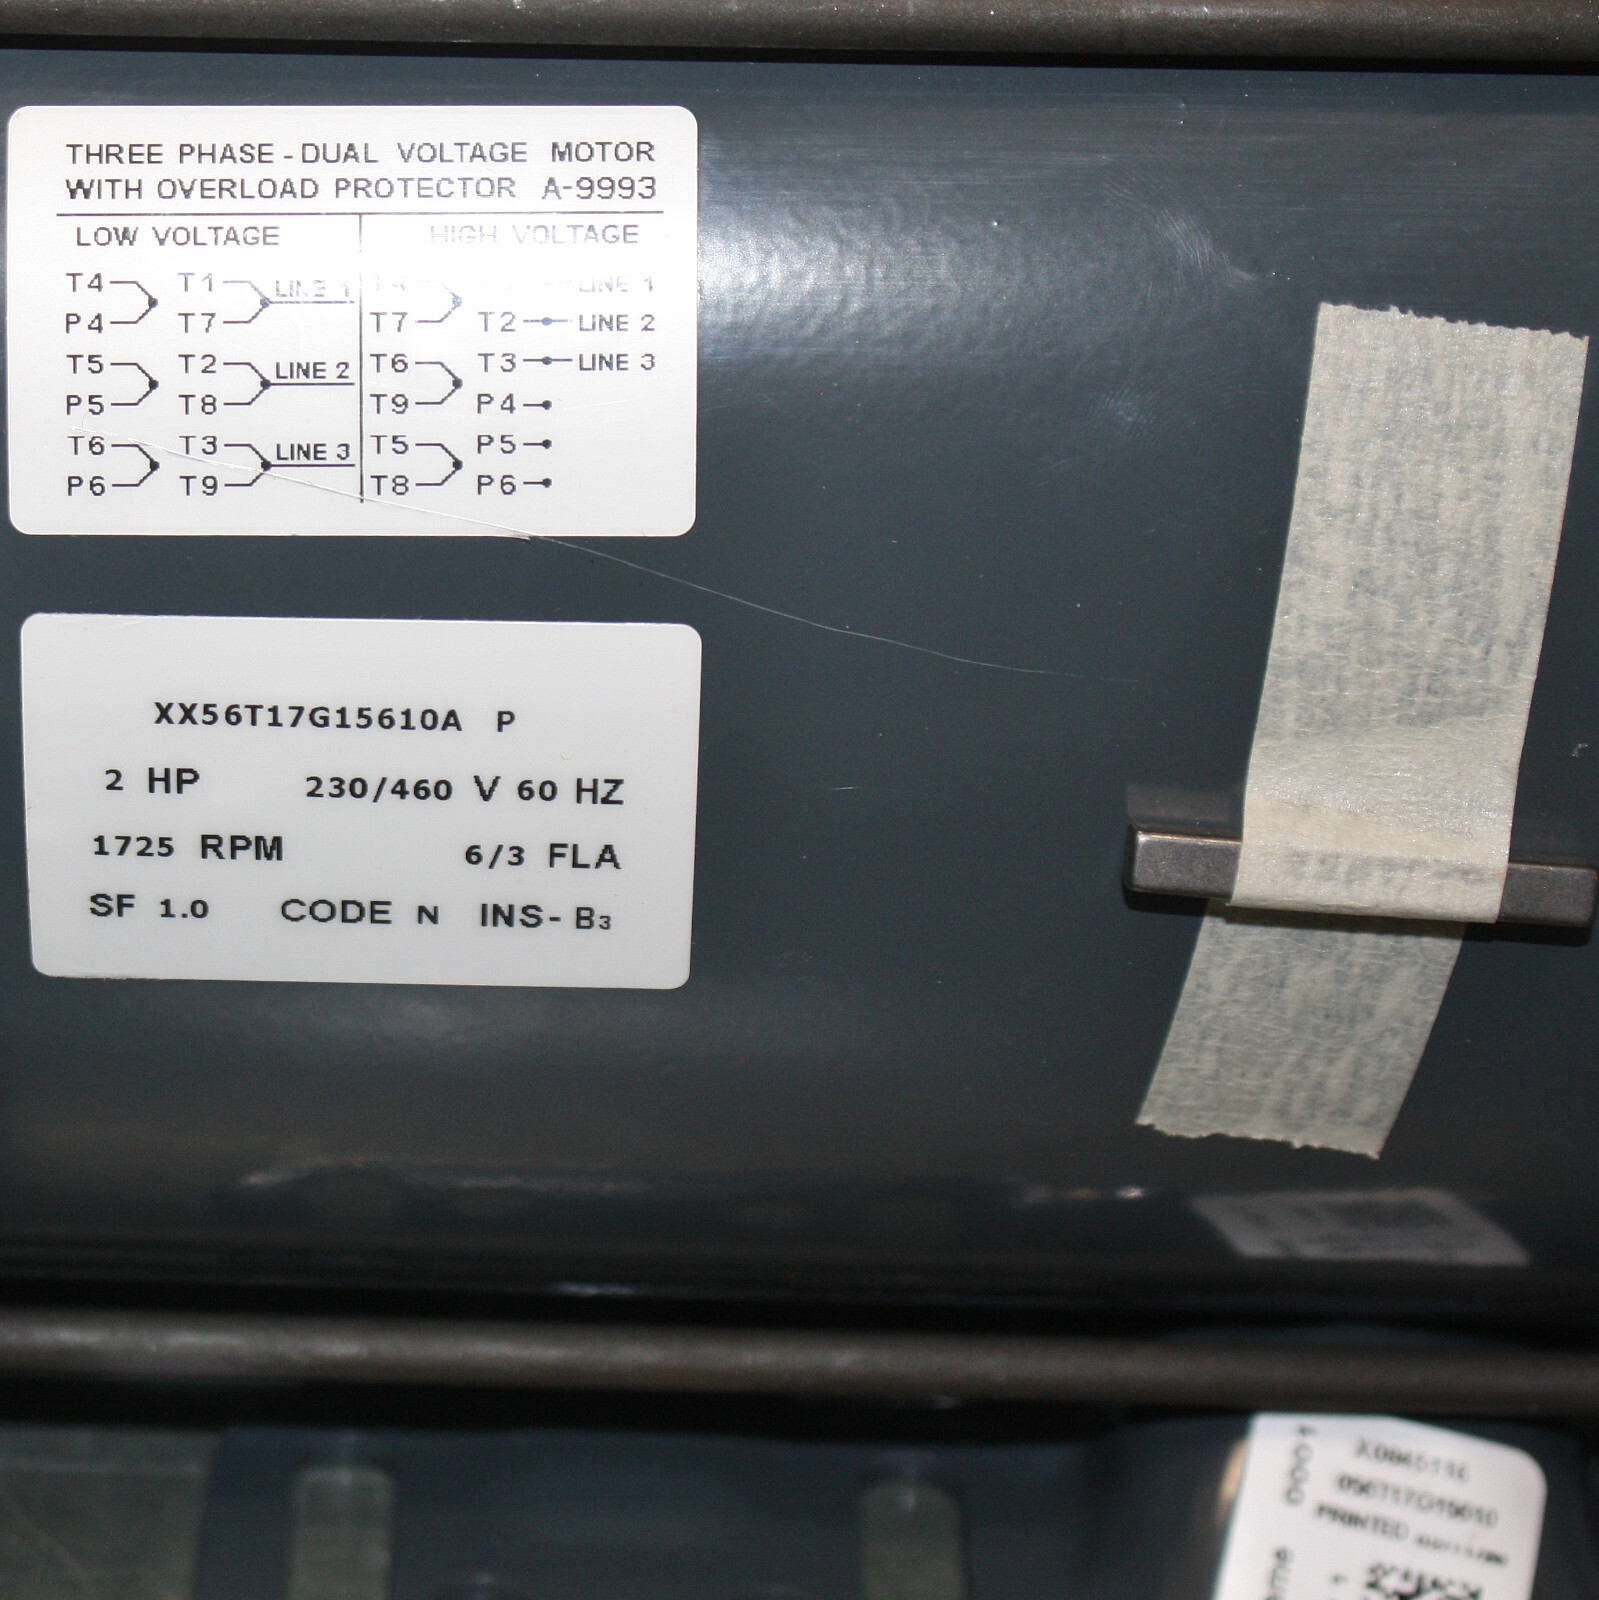 THREE PHASE - DUAL VOLTAGE MOTOR
WITH OVERLOAD PROTECTOR A-9993
LOW VOLTAGE HIGH VOLTAGE
T4 T1 LINE 1 T4 LINE 1
P4 T7 T7 T2 LINE 2
T5 T2 LINE 2 T6 T3 LINE 3
P5 T8 T9 P4
T6 T3 LINE 3 T5 P5
P6 T9 T8 P6
XX56T17G15610A P
2 HP 230/460 V 60 HZ
1725 RPM 6/3 FLA
SF 1.0 CODE N INS-B3
0001
PRINTED